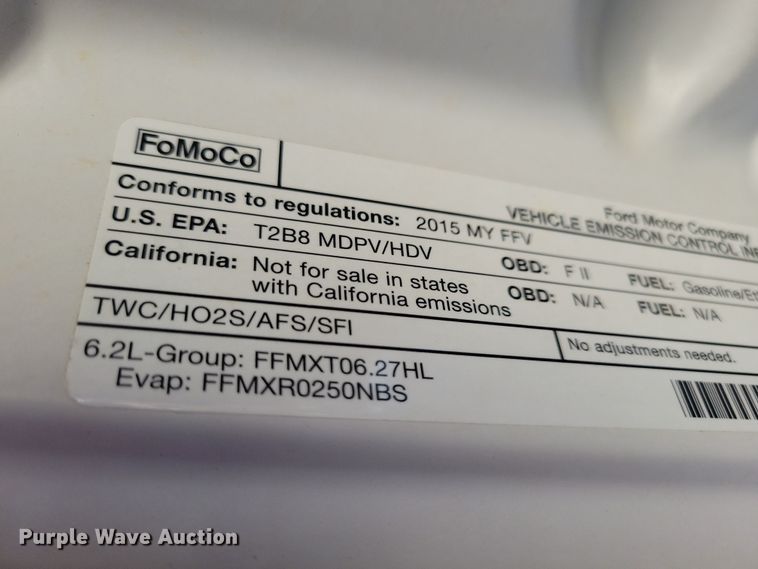 FoMoCo
Ford Motor Company
VEHICLE EMISSION CONTROL
Conforms to regulations: 2015 MY FFV
U.S. EPA: T2B8 MDPV/HDV OBD: F II FUEL: Gasoline/
California: Not for sale in states OBD: N/A FUEL: N/A
with California emissions
TWC/HO2S/AFS/SFI No adjustments needed.
6.2L-Group: FFMXT06.27HL
Evap: FFMXR0250NBS
Purple Wave Auction